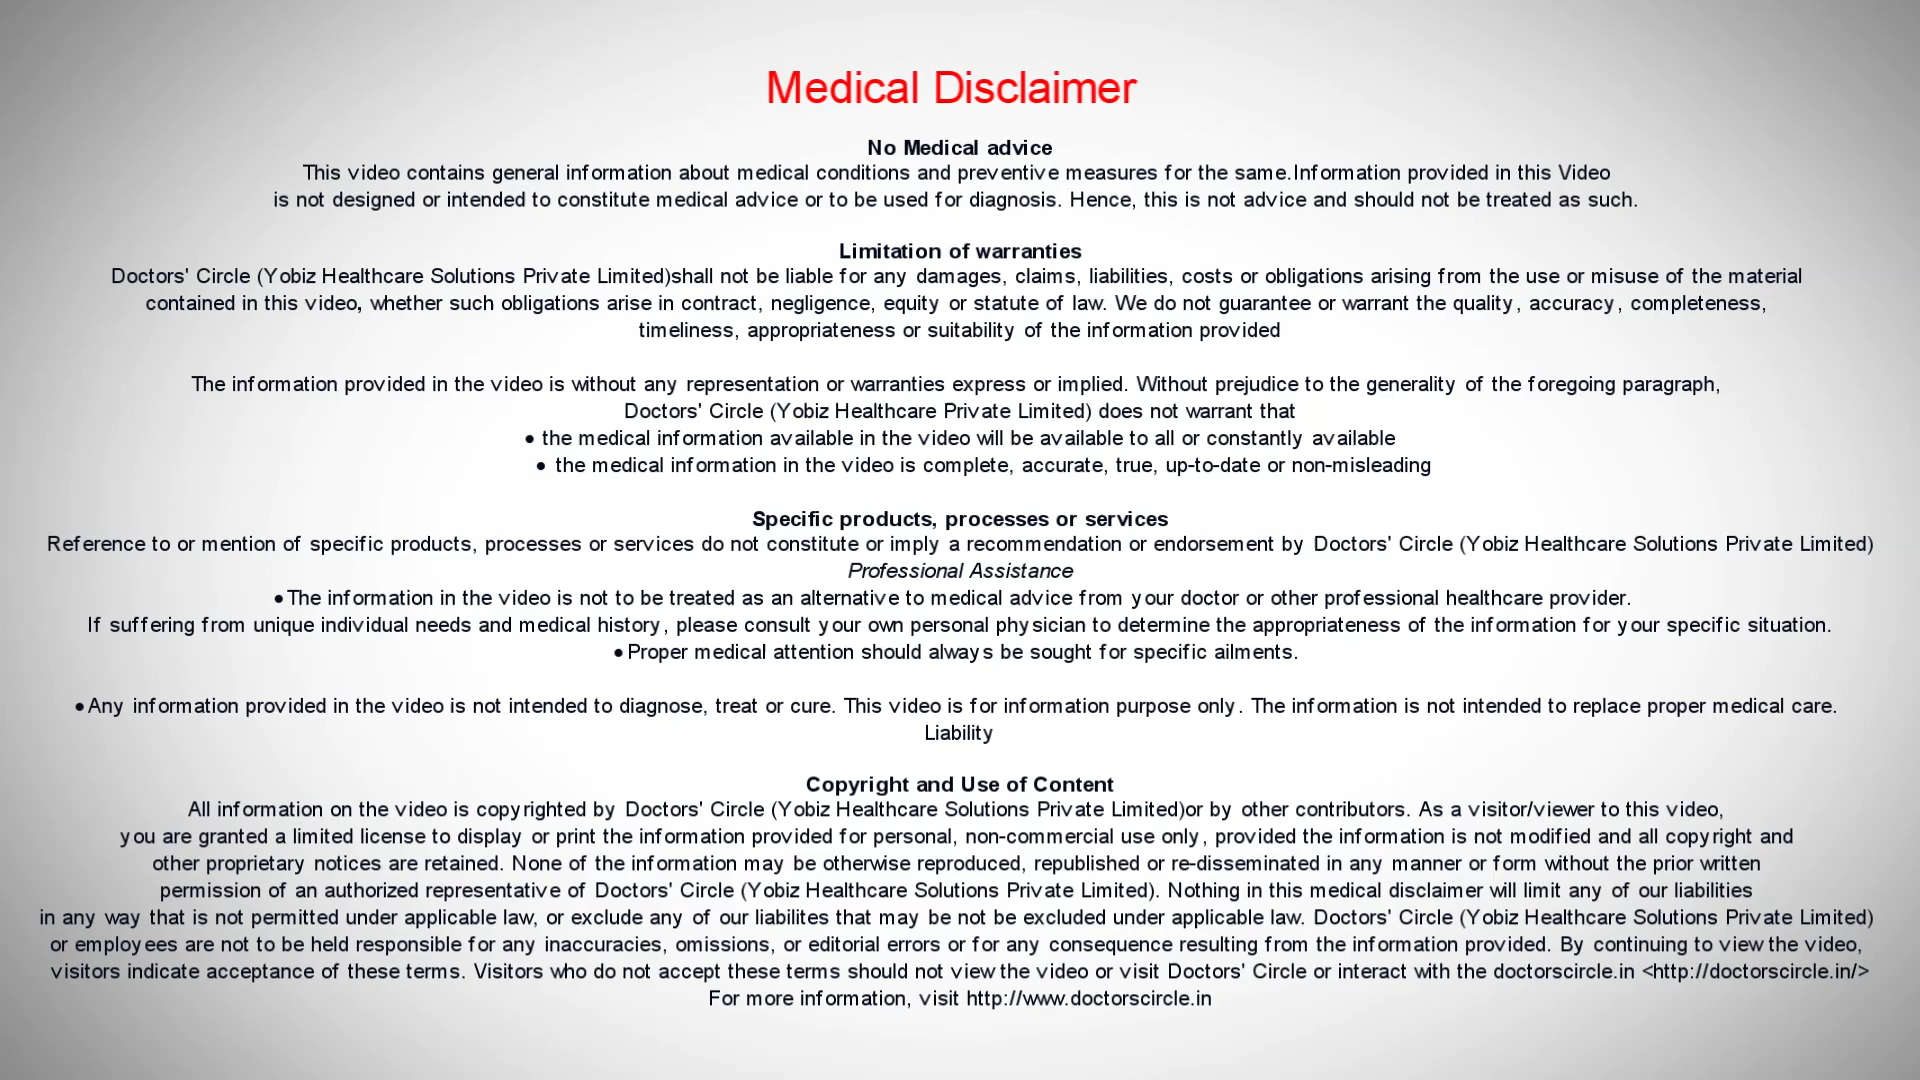 Medical Disclaimer
No Medical advice
This video contains general information about medical conditions and preventive measures for the same.Information provided in this Video
is not designed or intended to constitute medical advice or to be used for diagnosis. Hence, this is not advice and should not be treated as such.
Limitation of warranties
Doctors' Circle (Yobiz Healthcare Solutions Private Limited)shall not be liable for any damages, claims, liabilities, costs or obligations arising from the use or misuse of the material
contained in this video, whether such obligations arise in contract, negligence, equity or statute of law. We do not guarantee or warrant the quality, accuracy, completeness,
timeliness, appropriateness or suitability of the information provided
The information provided in the video is without any representation or warranties express or implied. Without prejudice to the generality of the foregoing paragraph,
Doctors' Circle (Yobiz Healthcare Private Limited) does not warrant that
• the medical information available in the video will be available to all or constantly available
• the medical information in the video is complete, accurate, true, up-to-date or non-misleading
Specific products, processes or services
Reference to or mention of specific products, processes or services do not constitute or imply a recommendation or endorsement by Doctors' Circle (Yobiz Healthcare Solutions Private Limited)
Professional Assistance
•The information in the video is not to be treated as an alternative to medical advice from your doctor or other professional healthcare provider.
If suffering from unique individual needs and medical history, please consult your own personal physician to determine the appropriateness of the information for your specific situation.
•Proper medical attention should always be sought for specific ailments.
•Any information provided in the video is not intended to diagnose, treat or cure. This video is for information purpose only. The information is not intended to replace proper medical care.
Liability
Copyright and Use of Content
All information on the video is copyrighted by Doctors' Circle (Yobiz Healthcare Solutions Private Limited)or by other contributors. As a visitor/viewer to this video,
you are granted a limited license to display or print the information provided for personal, non-commercial use only, provided the information is not modified and all copyright and
other proprietary notices are retained. None of the information may be otherwise reproduced, republished or re-disseminated in any manner or form without the prior written
permission of an authorized representative of Doctors' Circle (Yobiz Healthcare Solutions Private Limited). Nothing in this medical disclaimer will limit any of our liabilities
in any way that is not permitted under applicable law, or exclude any of our liabilites that may be not be excluded under applicable law. Doctors' Circle (Yobiz Healthcare Solutions Private Limited)
or employees are not to be held responsible for any inaccuracies, omissions, or editorial errors or for any consequence resulting from the information provided. By continuing to view the video,
visitors indicate acceptance of these terms. Visitors who do not accept these terms should not view the video or visit Doctors' Circle or interact with the doctorscircle.in <http://doctorscircle.in/>
For more information, visit http://www.doctorscircle.in